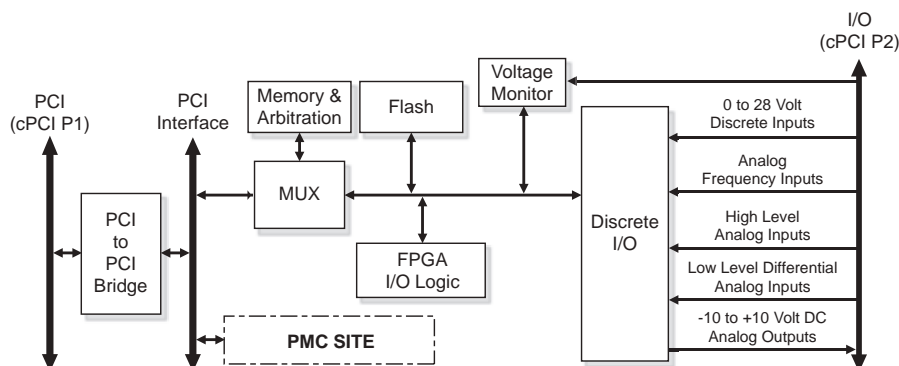 I/O
(cPCI P2)
PCI
(cPCI P1)
PCI
Interface
Memory &
Arbitration
Flash
Voltage
Monitor
0 to 28 Volt
Discrete Inputs
Analog
Frequency Inputs
MUX
PCI
to
PCI
Bridge
Discrete
I/O
High Level
Analog Inputs
FPGA
I/O Logic
Low Level Differential
Analog Inputs
PMC SITE
-10 to +10 Volt DC
Analog Outputs